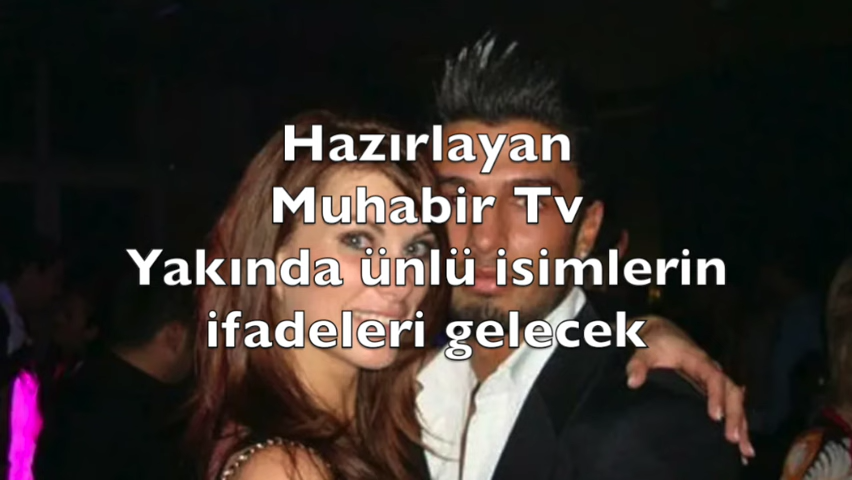 Hazırlayan
Muhabir Tv
Yakında ünlü isimlerin
ifadeleri gelecek